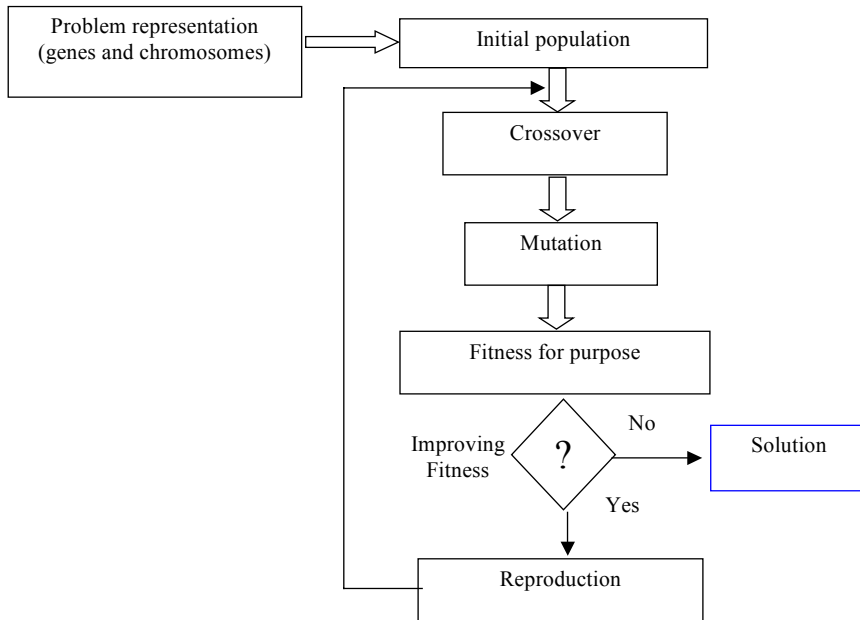 Problem representation
(genes and chromosomes)
Initial population
Crossover
Mutation
Fitness for purpose
Improving
Fitness
?
No
Solution
Yes
Reproduction